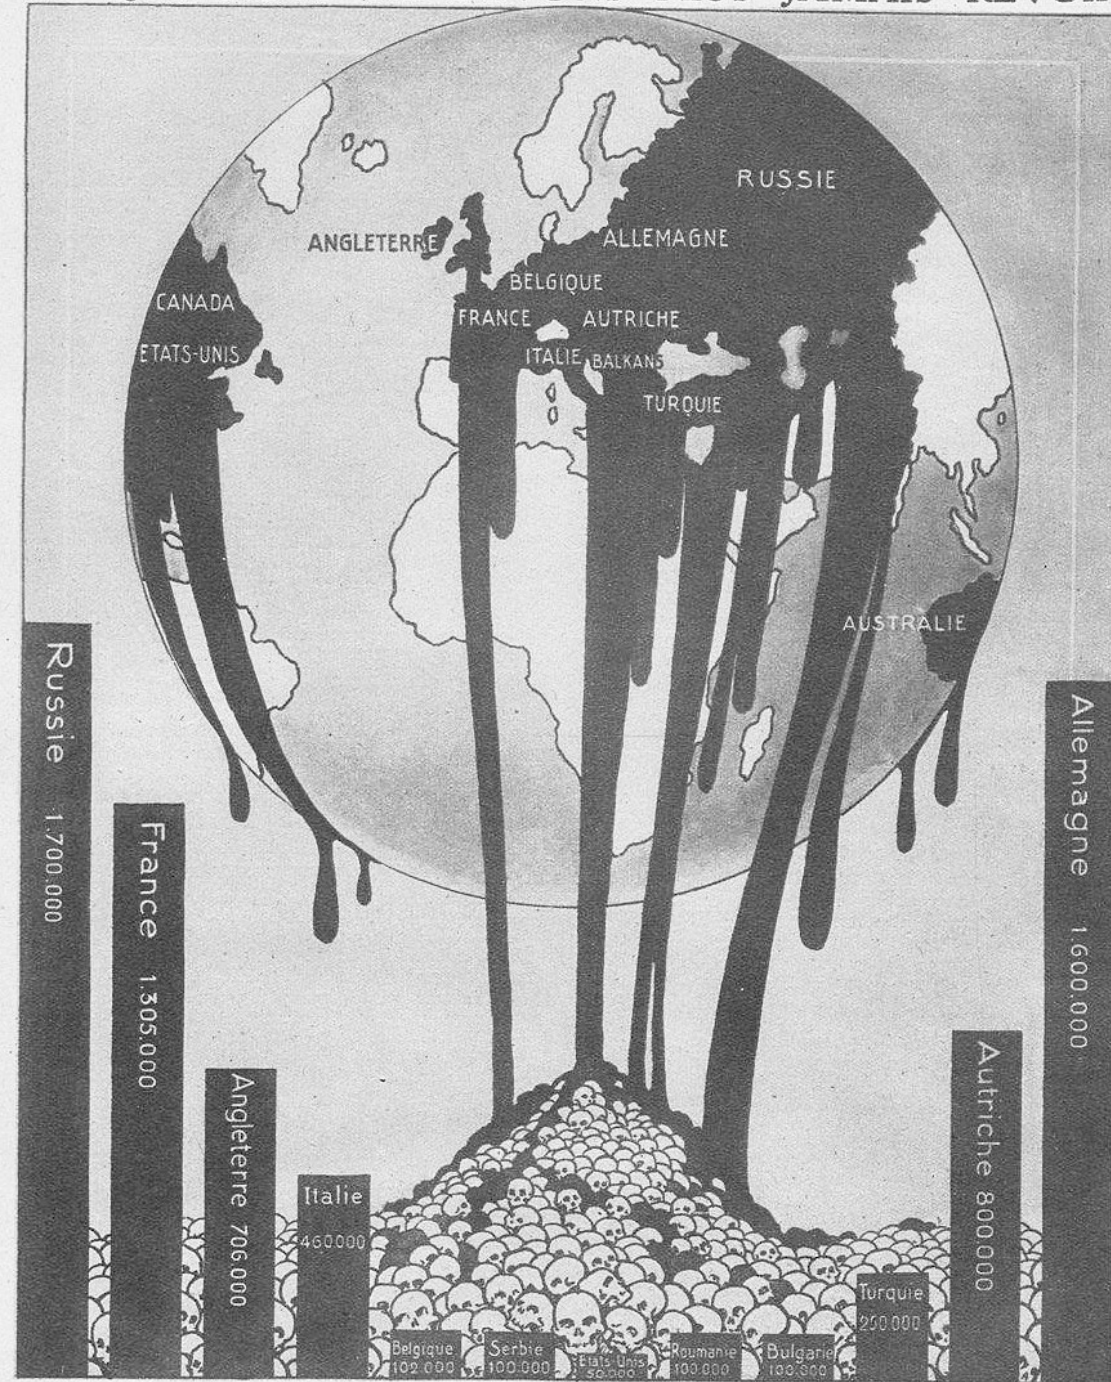 JAMAIS REVOIR
RUSSIE
ANGLETERRE
ALLEMAGNE
BELGIQUE
CANADA
FRANCE
AUTRICHE
ETATS-UNIS
ITALIE
BALKANS
TURQUIE
AUSTRALIE
Russie 1.700.000
France 1.305.000
Angleterre 706.000
Italie
460.000
Belgique
102.000
Serbie
100.000
Etats-Unis
50.000
Roumanie
100.000
Bulgarie
100.000
Turquie
250.000
Autriche 800.000
Allemagne 1.600.000